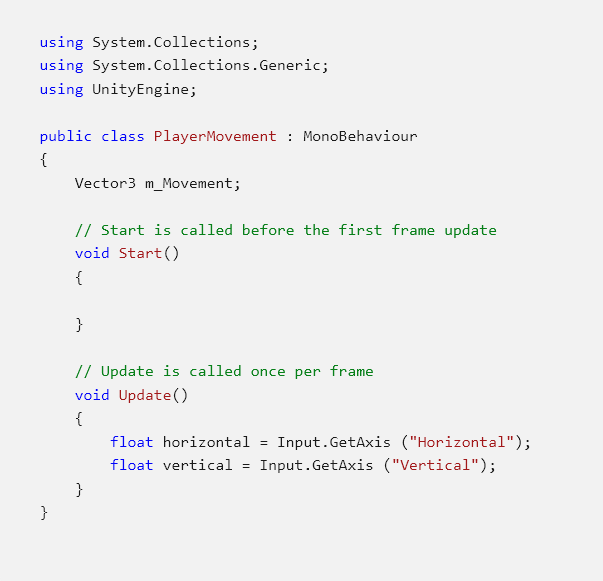 using System.Collections;
using System.Collections.Generic;
using UnityEngine;
public class PlayerMovement : MonoBehaviour
{
Vector3 m_Movement;
// Start is called before the first frame update
void Start()
{
}
// Update is called once per frame
void Update()
{
float horizontal = Input.GetAxis ("Horizontal");
float vertical = Input.GetAxis ("Vertical");
}
}